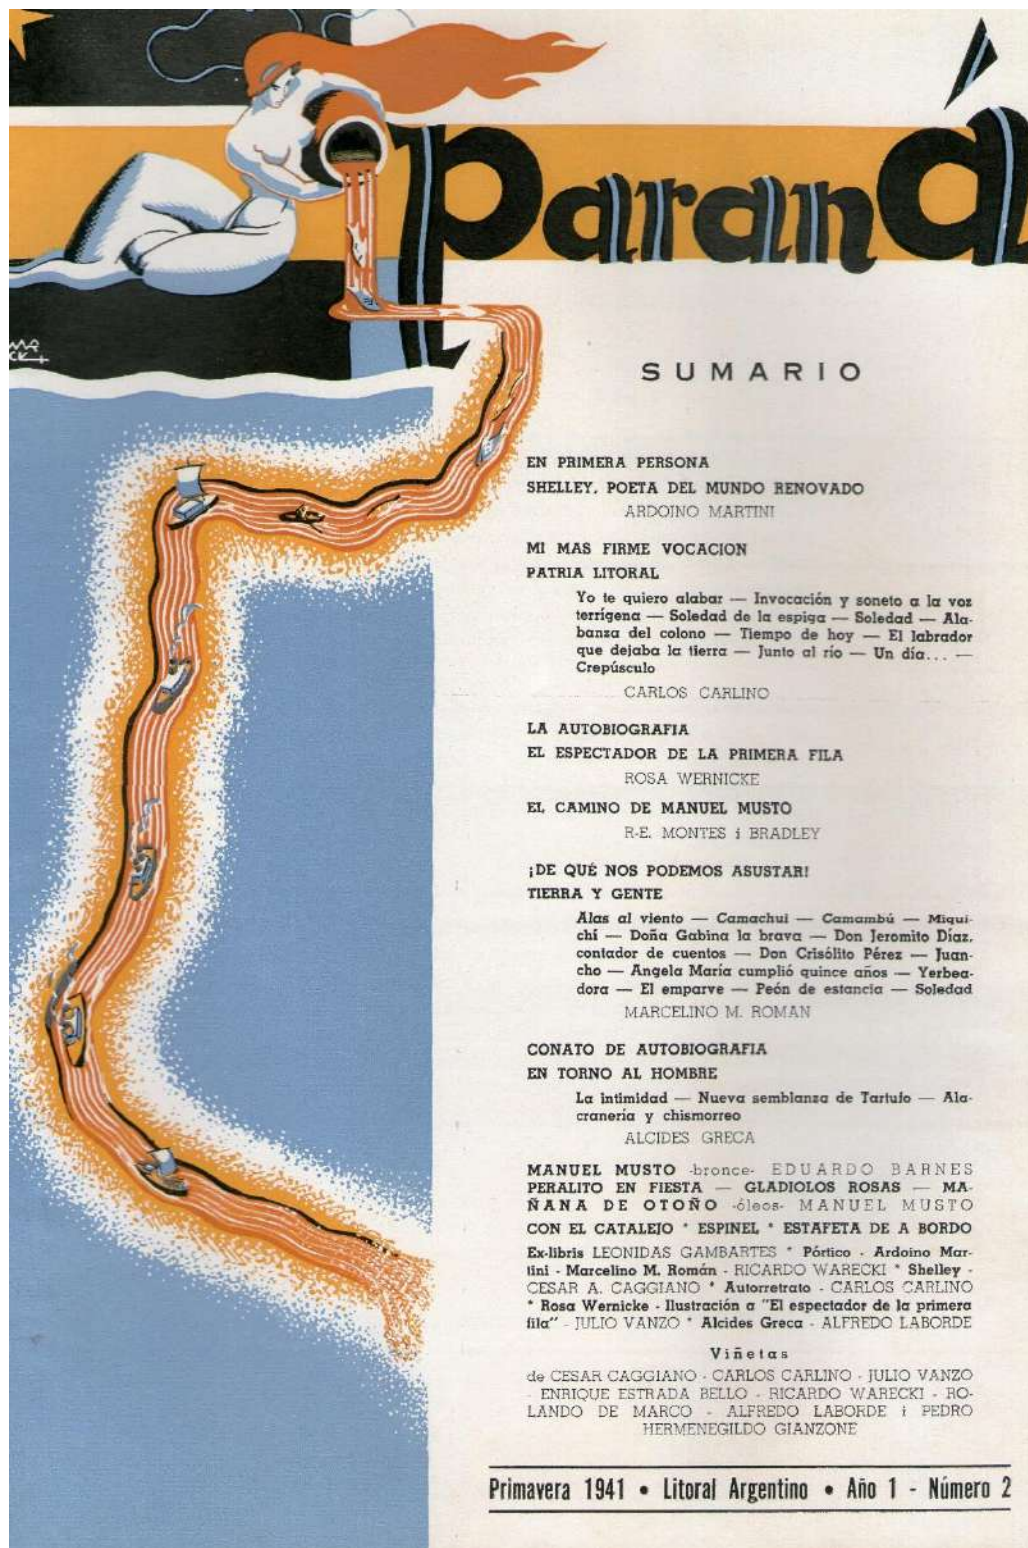 Paraná
SUMARIO
EN PRIMERA PERSONA
SHELLEY, POETA DEL MUNDO RENOVADO
ARDOINO MARTINI
MI MAS FIRME VOCACION
PATRIA LITORAL
Yo te quiero alabar — Invocación y soneto a la voz
terrígena — Soledad de la espiga — Soledad — Ala-
banza del colono — Tiempo de hoy — El labrador
que dejaba la tierra — Junto al río — Un día... —
Crepúsculo
CARLOS CARLINO
LA AUTOBIOGRAFIA
EL ESPECTADOR DE LA PRIMERA FILA
ROSA WERNICKE
EL CAMINO DE MANUEL MUSTO
R-E. MONTES i BRADLEY
¡DE QUÉ NOS PODEMOS ASUSTAR!
TIERRA Y GENTE
Alas al viento — Camachuí — Camambú — Miqui-
chí — Doña Gabina la brava — Don Jeromito Díaz,
contador de cuentos — Don Crisólito Pérez — Juan-
cho — Angela María cumplió quince años — Yerbea-
dora — El emparve — Peón de estancia — Soledad
MARCELINO M. ROMAN
CONATO DE AUTOBIOGRAFIA
EN TORNO AL HOMBRE
La intimidad — Nueva semblanza de Tartufo — Ala-
cranería y chismorreo
ALCIDES GRECA
MANUEL MUSTO -bronce- EDUARDO BARNES
PERALITO EN FIESTA — GLADIOLOS ROSAS — MA-
ÑANA DE OTOÑO -óleos- MANUEL MUSTO
CON EL CATALEJO * ESPINEL * ESTAFETA DE A BORDO
Ex-libris LEONIDAS GAMBARTES * Pórtico - Ardoino Mar-
tini - Marcelino M. Román - RICARDO WARECKI * Shelley -
CESAR A. CAGGIANO * Autorretrato - CARLOS CARLINO
* Rosa Wernicke - Ilustración a "El espectador de la primera
fila" - JULIO VANZO * Alcides Greca - ALFREDO LABORDE
Viñetas
de CESAR CAGGIANO - CARLOS CARLINO - JULIO VANZO
- ENRIQUE ESTRADA BELLO - RICARDO WARECKI - RO-
LANDO DE MARCO - ALFREDO LABORDE i PEDRO
HERMENEGILDO GIANZONE
Primavera 1941 • Litoral Argentino • Año 1 - Número 2